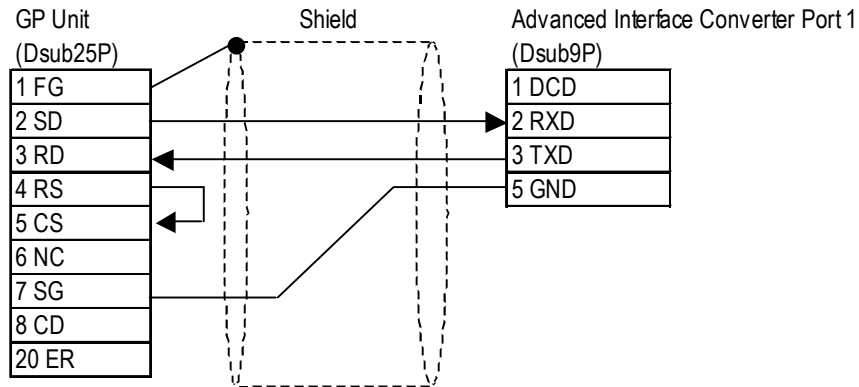 GP Unit
(Dsub25P)
Shield
Advanced Interface Converter Port 1
(Dsub9P)
1 FG
2 SD
3 RD
4 RS
5 CS
6 NC
7 SG
8 CD
20 ER
1 DCD
2 RXD
3 TXD
5 GND